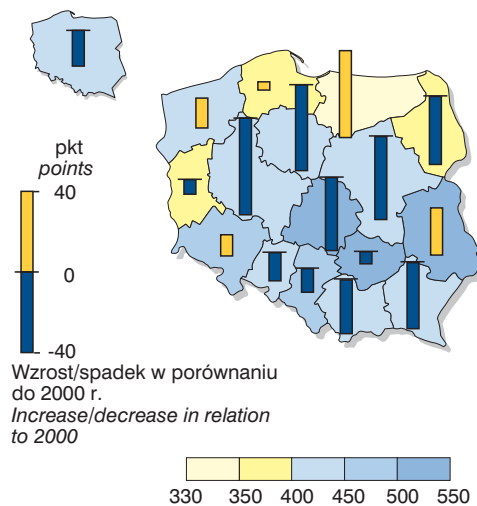 pkt
points
40
0
-40
Wzrost/spadek w porównaniu
do 2000 r.
Increase/decrease in relation
to 2000
330 350 400 450 500 550